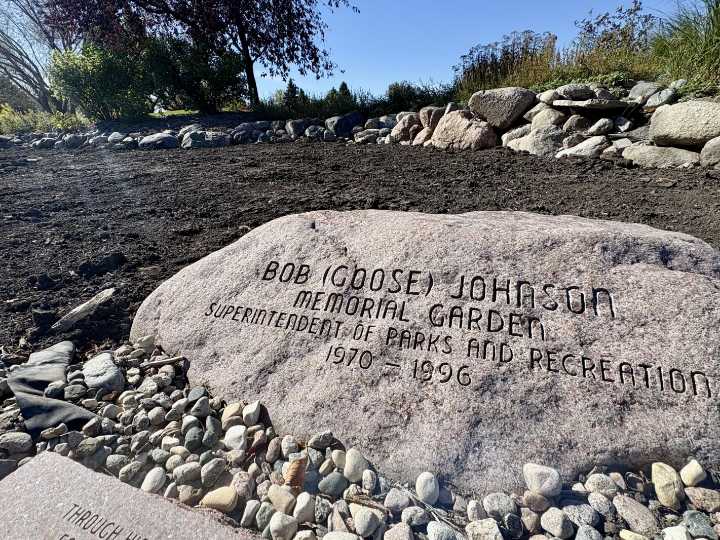 BOB (GOOSE) JOHNSON
MEMORIAL GARDEN
SUPERINTENDENT OF PARKS AND RECREATION
1970 - 1996
THROUGH